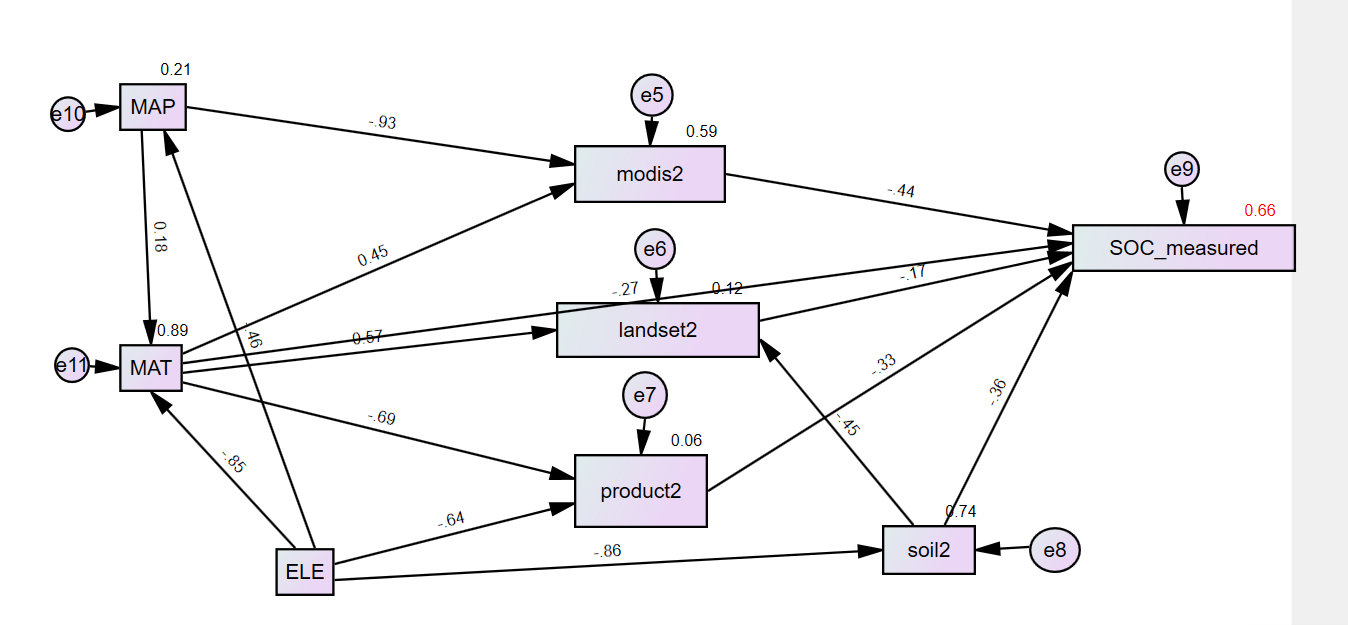 0.21
e10
MAP
-.93
e5
0.59
modis2
e9
0.66
SOC_measured
-.44
0.18
0.45
e6
-.27
0.12
-.17
landset2
0.89
e11
MAT
0.57
-.46
-.33
e7
-.69
0.06
product2
-.36
-.45
-.85
-.64
0.74
-.86
soil2
e8
ELE